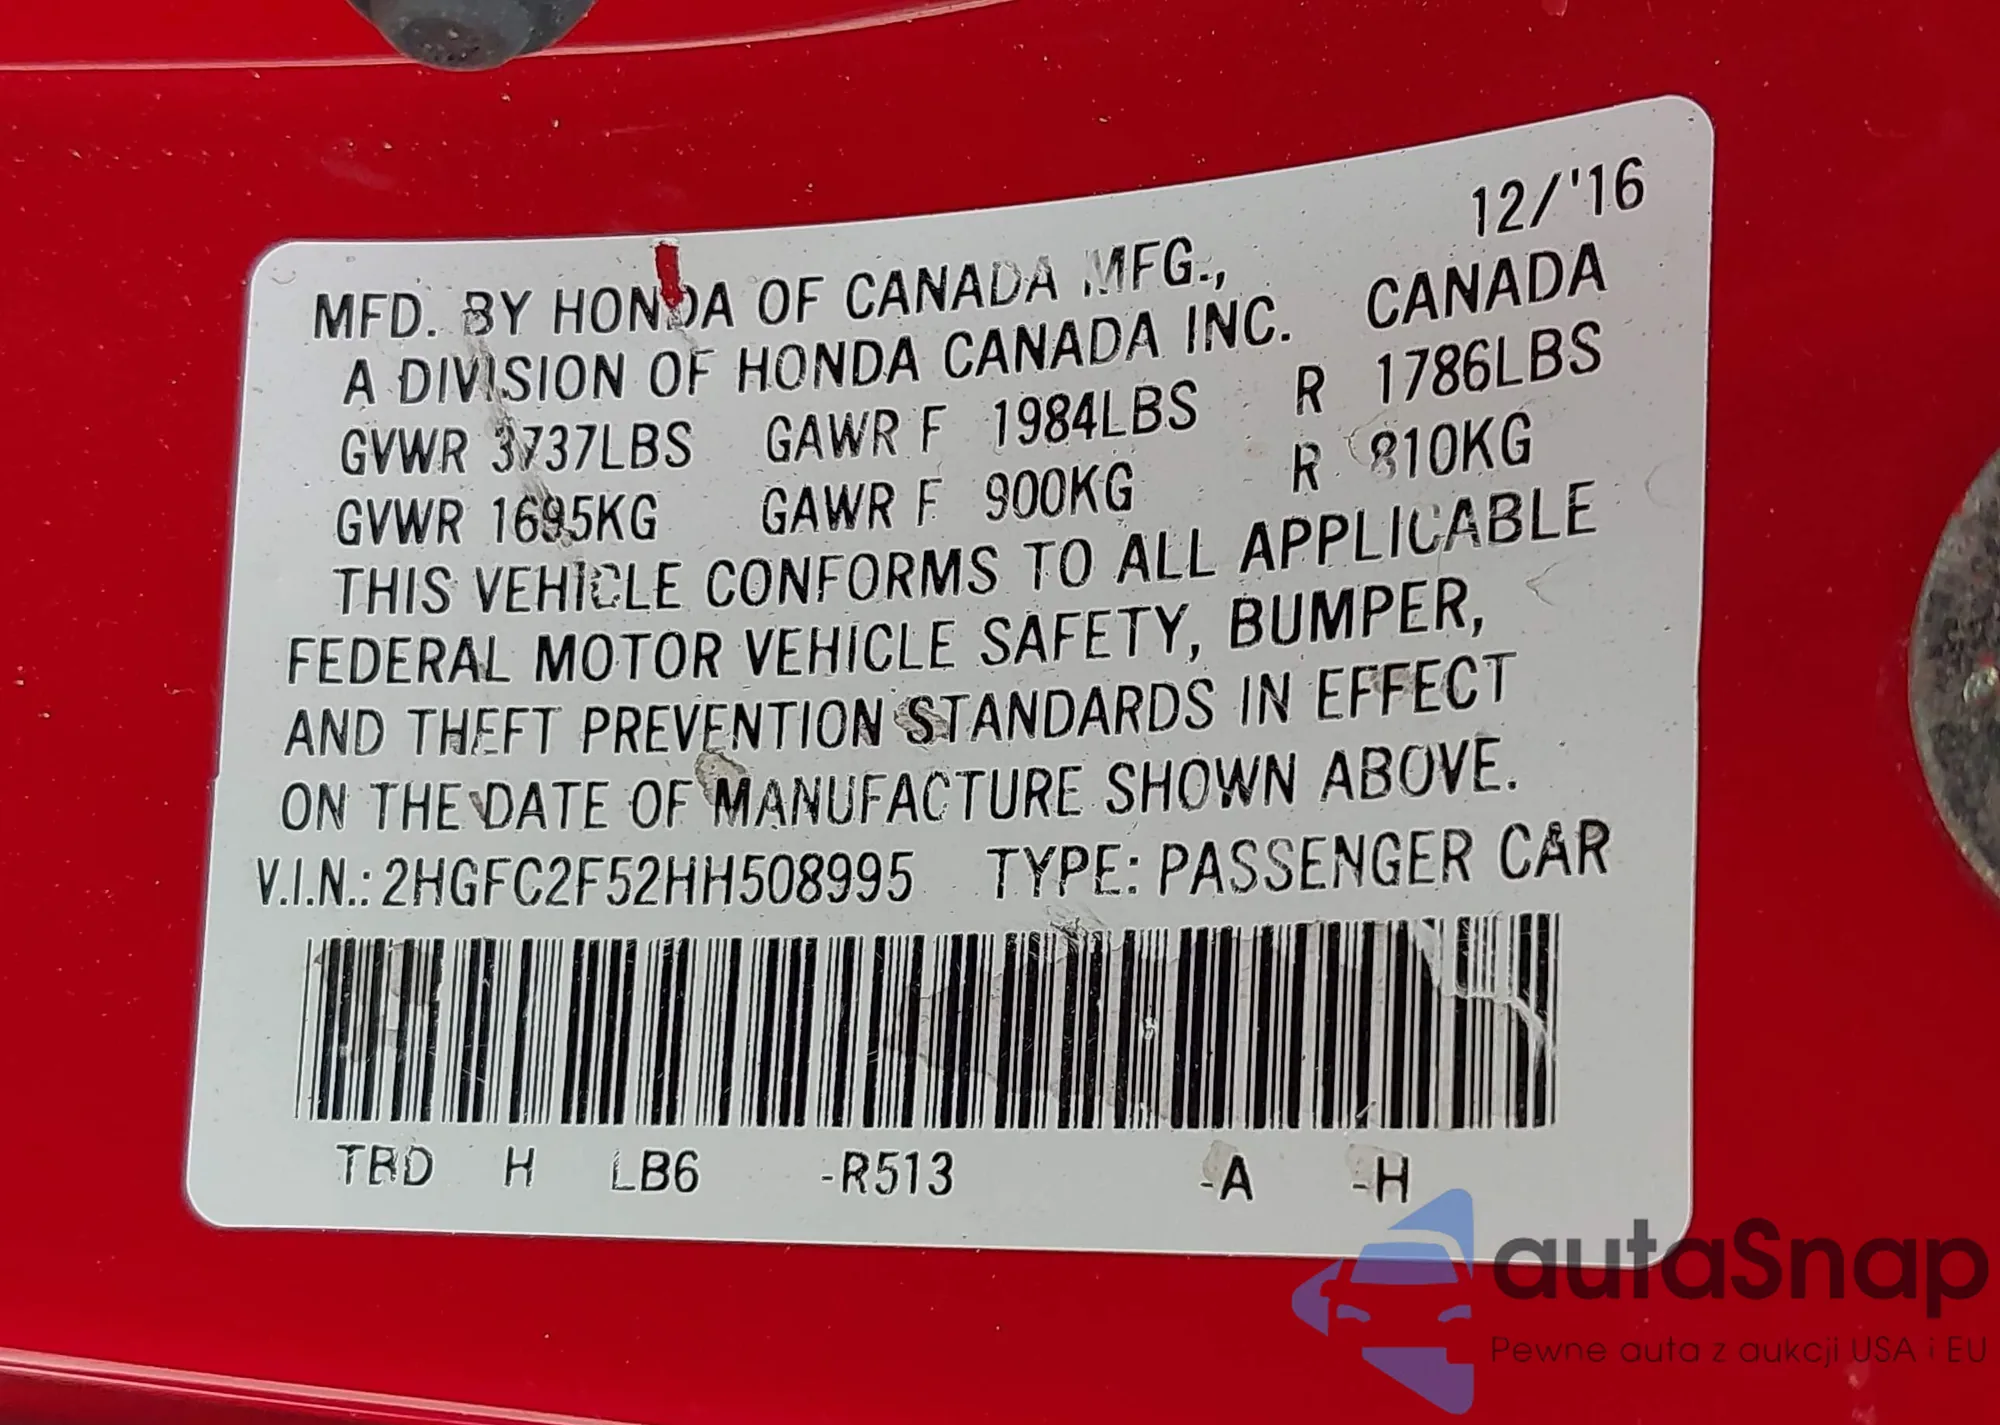 12/'16
MFD. BY HONDA OF CANADA MFG.,
A DIVISION OF HONDA CANADA INC. CANADA
GVWR 3737LBS GAWR F 1984LBS R 1786LBS
GVWR 1695KG GAWR F 900KG R 810KG
THIS VEHICLE CONFORMS TO ALL APPLICABLE
FEDERAL MOTOR VEHICLE SAFETY, BUMPER,
AND THEFT PREVENTION STANDARDS IN EFFECT
ON THE DATE OF MANUFACTURE SHOWN ABOVE.
V.I.N.: 2HGFC2F52HH508995 TYPE: PASSENGER CAR
TBD H LB6 -R513 -A -H
autaSnap
Pewne auta z aukcji USA i EU